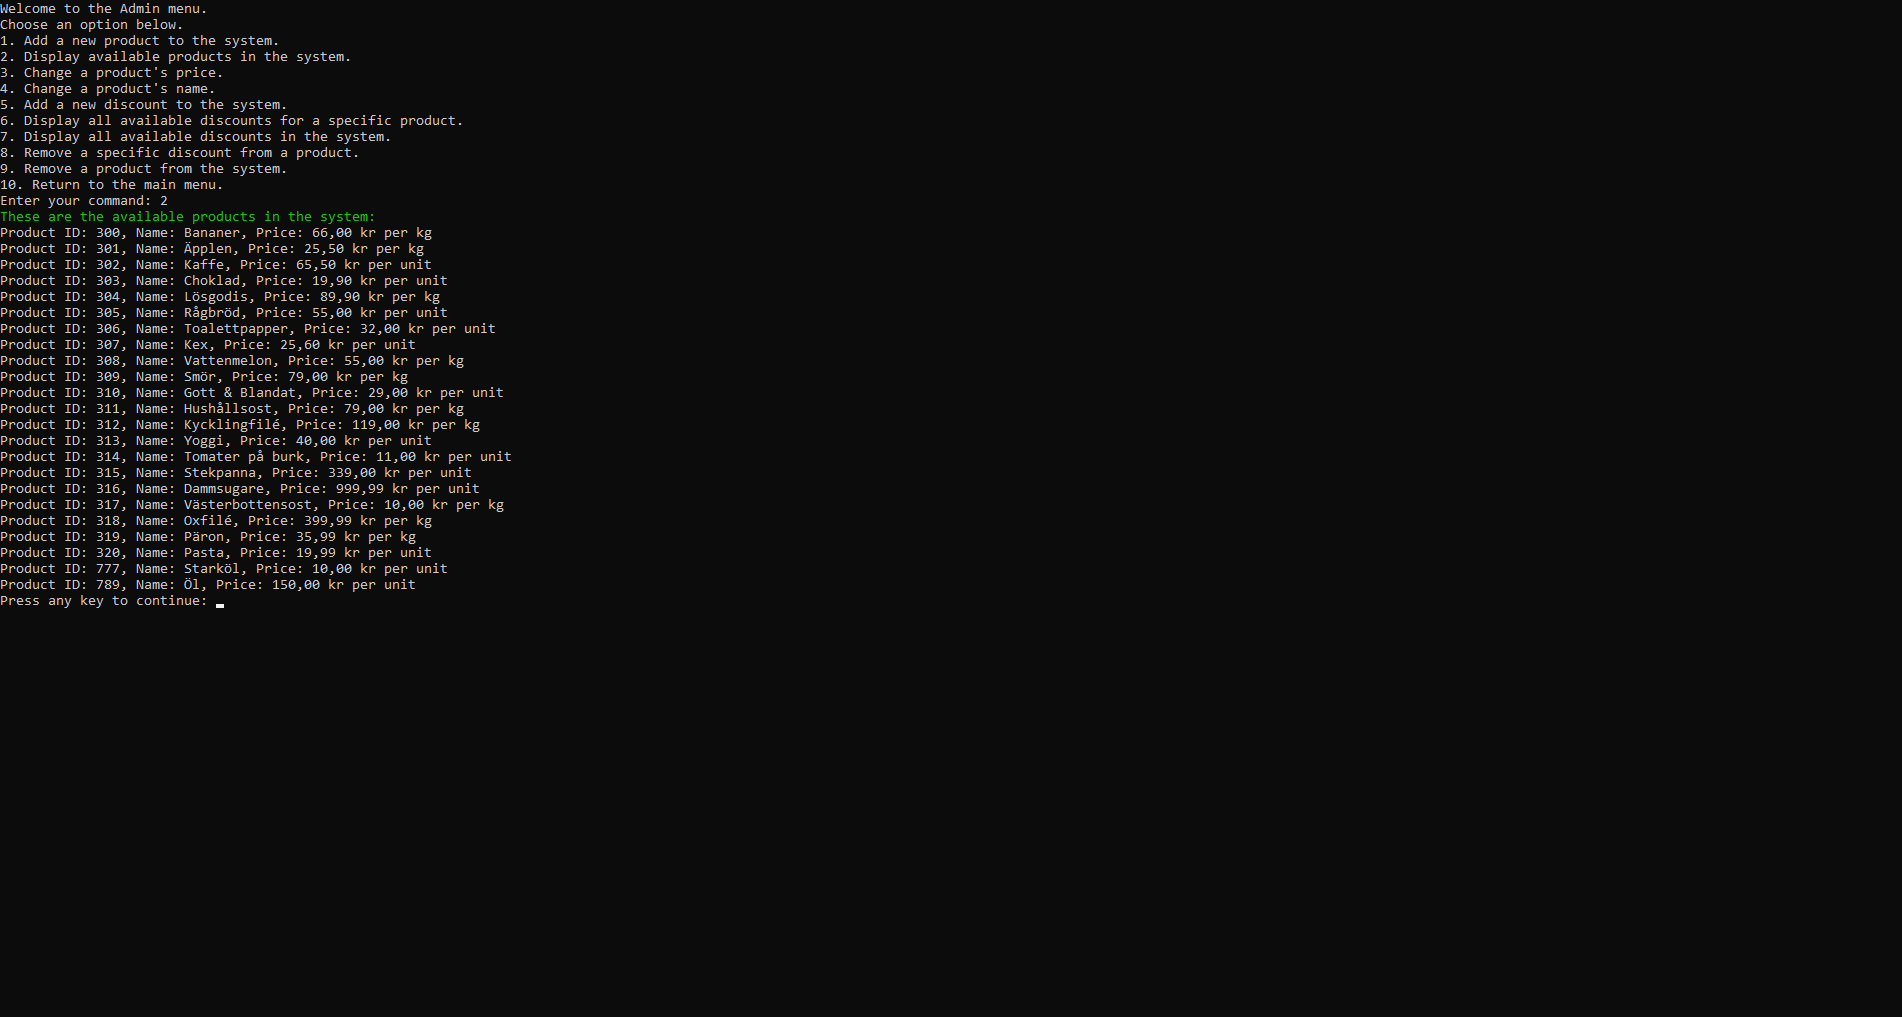 Welcome to the Admin menu.
Choose an option below.
1. Add a new product to the system.
2. Display available products in the system.
3. Change a product's price.
4. Change a product's name.
5. Add a new discount to the system.
6. Display all available discounts for a specific product.
7. Display all available discounts in the system.
8. Remove a specific discount from a product.
9. Remove a product from the system.
10. Return to the main menu.
Enter your command: 2
These are the available products in the system:
Product ID: 300, Name: Bananer, Price: 66,00 kr per kg
Product ID: 301, Name: Äpplen, Price: 25,50 kr per kg
Product ID: 302, Name: Kaffe, Price: 65,50 kr per unit
Product ID: 303, Name: Choklad, Price: 19,90 kr per unit
Product ID: 304, Name: Lösgodis, Price: 89,90 kr per kg
Product ID: 305, Name: Rågbröd, Price: 55,00 kr per unit
Product ID: 306, Name: Toalettpapper, Price: 32,00 kr per unit
Product ID: 307, Name: Kex, Price: 25,60 kr per unit
Product ID: 308, Name: Vattenmelon, Price: 55,00 kr per kg
Product ID: 309, Name: Smör, Price: 79,00 kr per kg
Product ID: 310, Name: Gott & Blandat, Price: 29,00 kr per unit
Product ID: 311, Name: Hushållsost, Price: 79,00 kr per kg
Product ID: 312, Name: Kycklingfilé, Price: 119,00 kr per kg
Product ID: 313, Name: Yoggi, Price: 40,00 kr per unit
Product ID: 314, Name: Tomater på burk, Price: 11,00 kr per unit
Product ID: 315, Name: Stekpanna, Price: 339,00 kr per unit
Product ID: 316, Name: Dammsugare, Price: 999,99 kr per unit
Product ID: 317, Name: Västerbottensost, Price: 10,00 kr per kg
Product ID: 318, Name: Oxfilé, Price: 399,99 kr per kg
Product ID: 319, Name: Päron, Price: 35,99 kr per kg
Product ID: 320, Name: Pasta, Price: 19,99 kr per unit
Product ID: 777, Name: Starköl, Price: 10,00 kr per unit
Product ID: 789, Name: Öl, Price: 150,00 kr per unit
Press any key to continue: